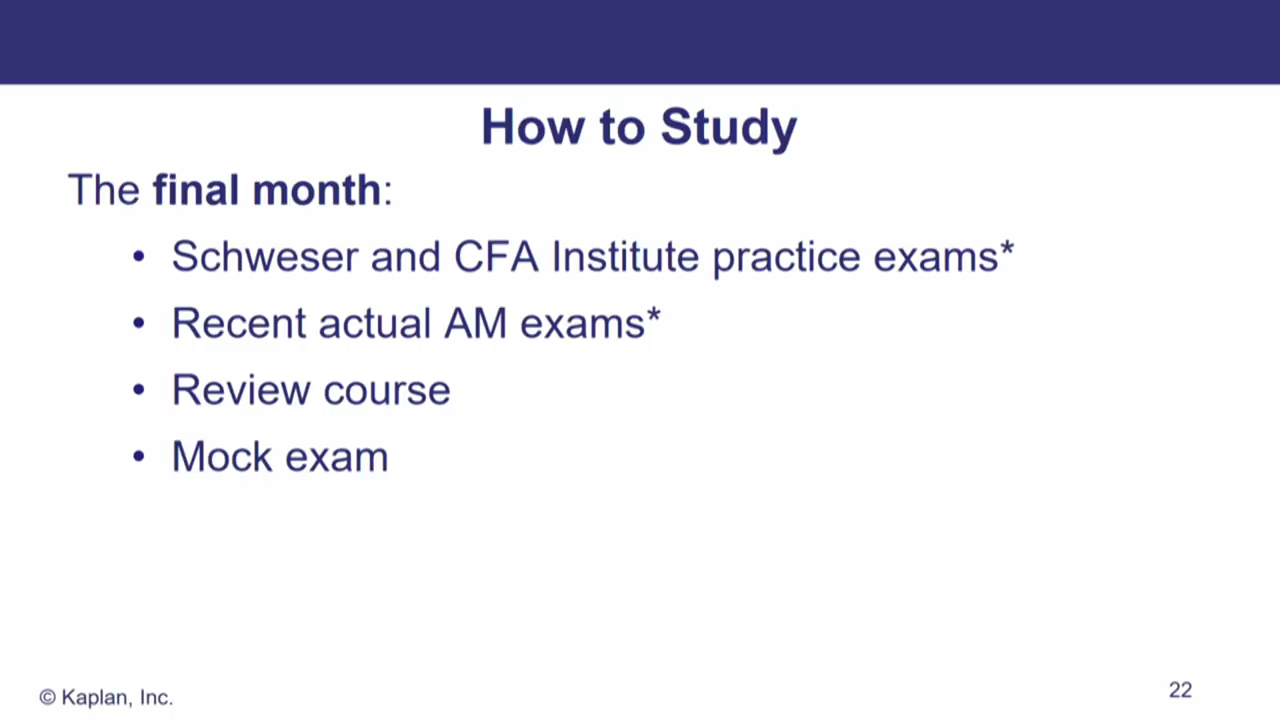 How to Study
The final month:
• Schweser and CFA Institute practice exams*
• Recent actual AM exams*
• Review course
• Mock exam
© Kaplan, Inc.
22